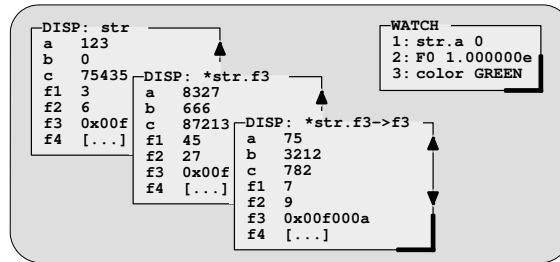 DISP: str
a 123
b 0
c 75435
f1 3
f2 6
f3 0x00f
f4 [...]
DISP: *str.f3
a 8327
b 666
c 87213
f1 45
f2 27
f3 0x00f
f4 [...]
DISP: *str.f3->f3
a 75
b 3212
c 782
f1 7
f2 9
f3 0x00f000a
f4 [...]
WATCH
1: str.a 0
2: F0 1.000000e
3: color GREEN